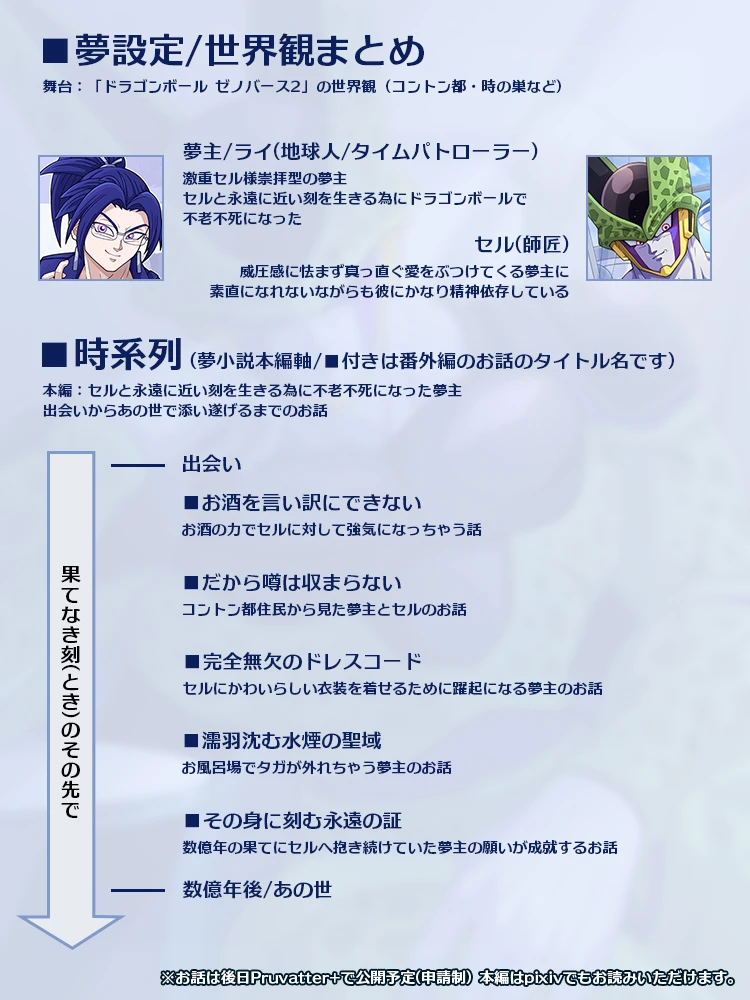 ■夢設定/世界観まとめ
舞台：「ドラゴンボール ゼノバース2」の世界観（コントン都・時の巣など）
夢主/ライ(地球人/タイムパトローラー)
激重セル様崇拝型の夢主
セルと永遠に近い刻を生きる為にドラゴンボールで
不老不死になった
セル(師匠)
威圧感に怯まず真っ直ぐ愛をぶつけてくる夢主に
素直になれないながらも彼にかなり精神依存している
■時系列(夢小説本編軸/■付きは番外編のお話のタイトル名です)
本編：セルと永遠に近い刻を生きる為に不老不死になった夢主
出会いからあの世で添い遂げるまでのお話
果てなき刻(とき)のその先で
出会い
■お酒を言い訳にできない
お酒の力でセルに対して強気になっちゃう話
■だから噂は収まらない
コントン都住民から見た夢主とセルのお話
■完全無欠のドレスコード
セルにかわいらしい衣装を着せるために躍起になる夢主のお話
■濡羽沈む水煙の聖域
お風呂場でタガが外れちゃう夢主のお話
■その身に刻む永遠の証
数億年の果てにセルへ抱き続けていた夢主の願いが成就するお話
数億年後/あの世
※お話は後日Pruvatter+で公開予定(申請制) 本編はpixivでもお読みいただけます。